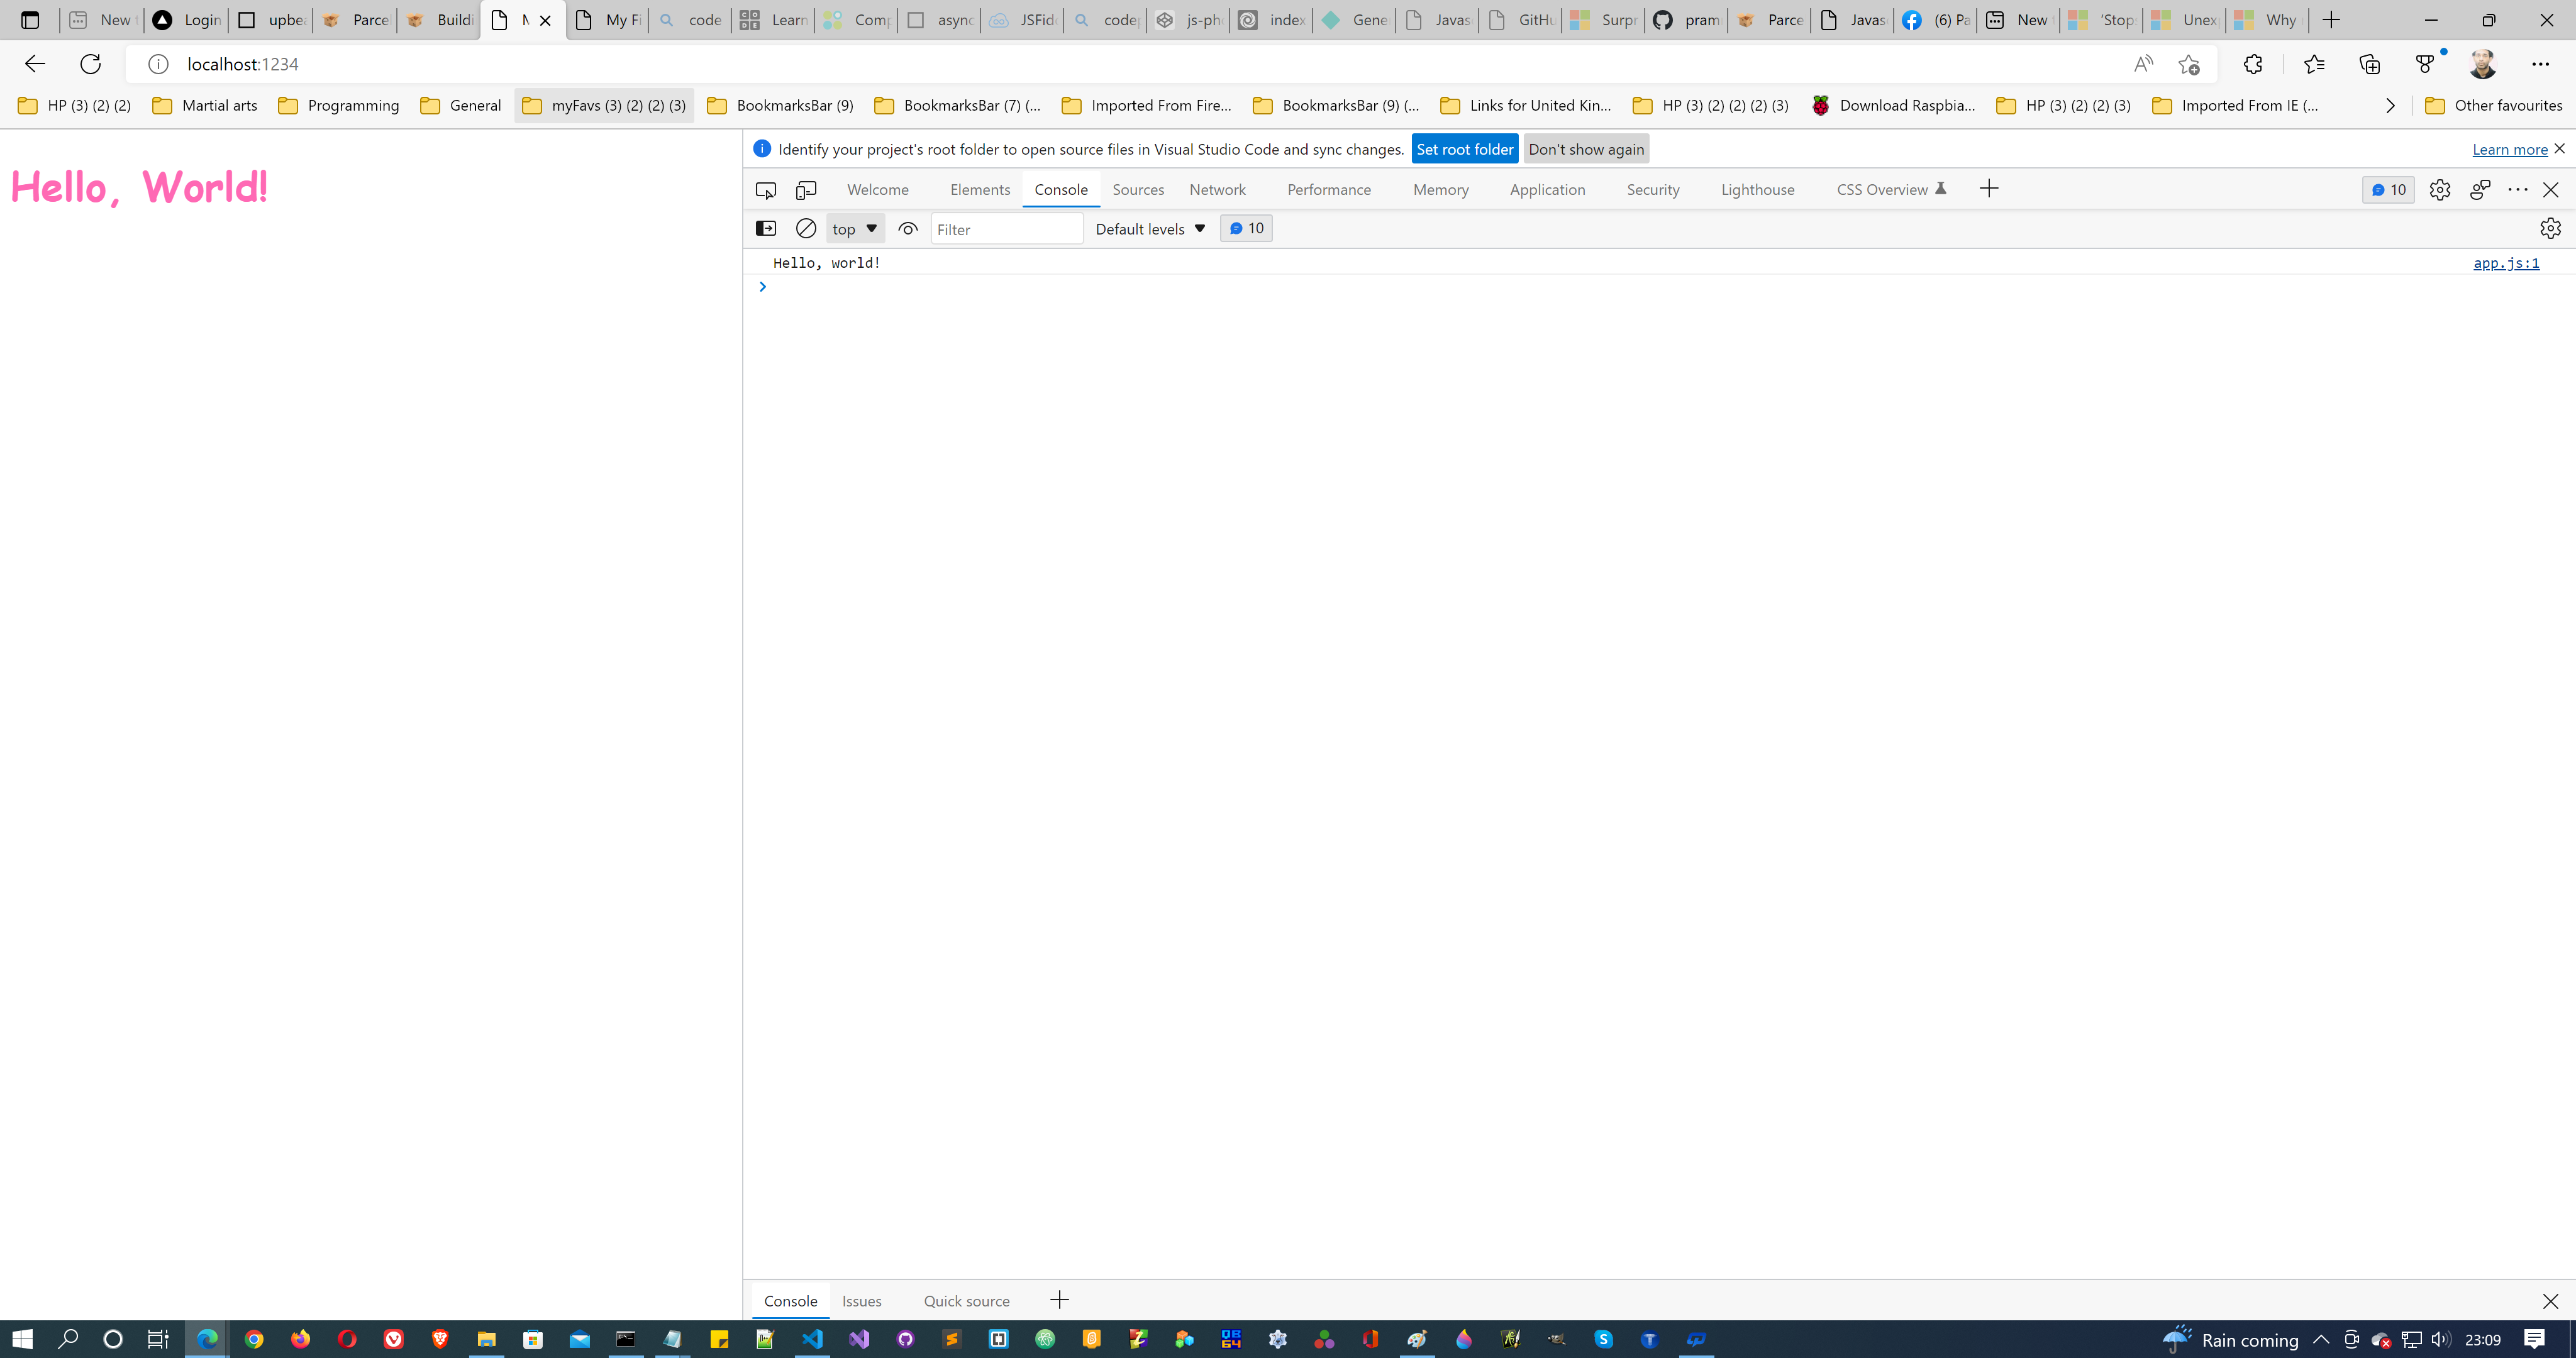 New t Login upbea Parce Buildi M My Fi code Learn Comp async JSFidd codep js-pho index Gene Javas GitHu Surpr pram Parce Javas (6) Pa New t 'Stop Unex Why
localhost:1234
HP (3) (2) (2) Martial arts Programming General myFavs (3) (2) (2) (3) BookmarksBar (9) BookmarksBar (7) (... Imported From Fire... BookmarksBar (9) (... Links for United Kin... HP (3) (2) (2) (2) (3) Download Raspbia... HP (3) (2) (2) (3) Imported From IE (... Other favourites
Hello, World!
Identify your project's root folder to open source files in Visual Studio Code and sync changes. Set root folder Don't show again Learn more
Welcome Elements Console Sources Network Performance Memory Application Security Lighthouse CSS Overview 10
top Filter Default levels 10
Hello, world! app.js:1
Console Issues Quick source
Rain coming 23:09